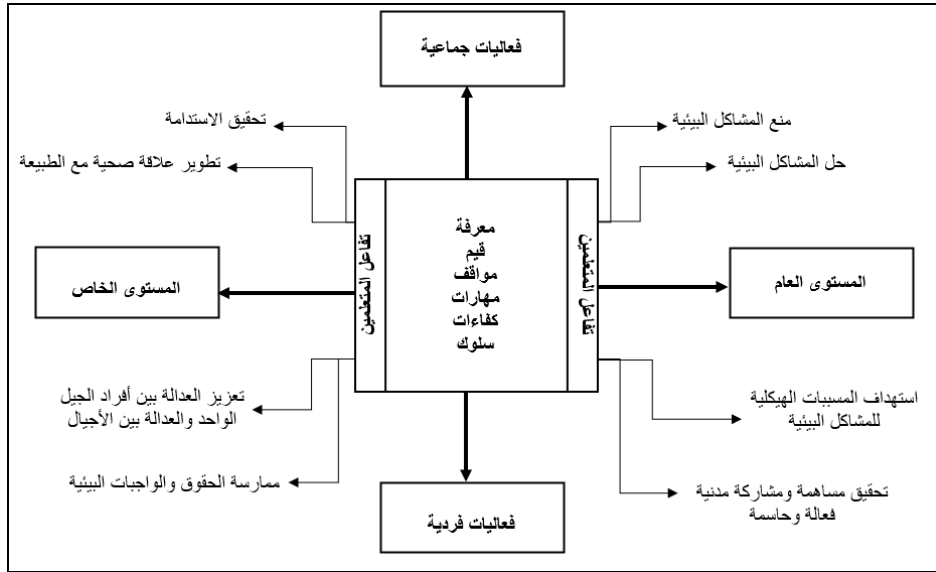 فعاليات جماعية
منع المشاكل البيئية
حل المشاكل البيئية
تحقيق الاستدامة
تطوير علاقة صحية مع الطبيعة
المستوى العام
تفاعل المتعلمين
معرفة
قيم
مواقف
مهارات
كفاءات
سلوك
تفاعل المتعلمين
المستوى الخاص
استهداف المسببات الهيكلية
للمشاكل البيئية
تحقيق مساهمة ومشاركة مدنية
فعالة وحاسمة
تعزيز العدالة بين أفراد الجيل
الواحد والعدالة بين الأجيال
ممارسة الحقوق والواجبات البيئية
فعاليات فردية